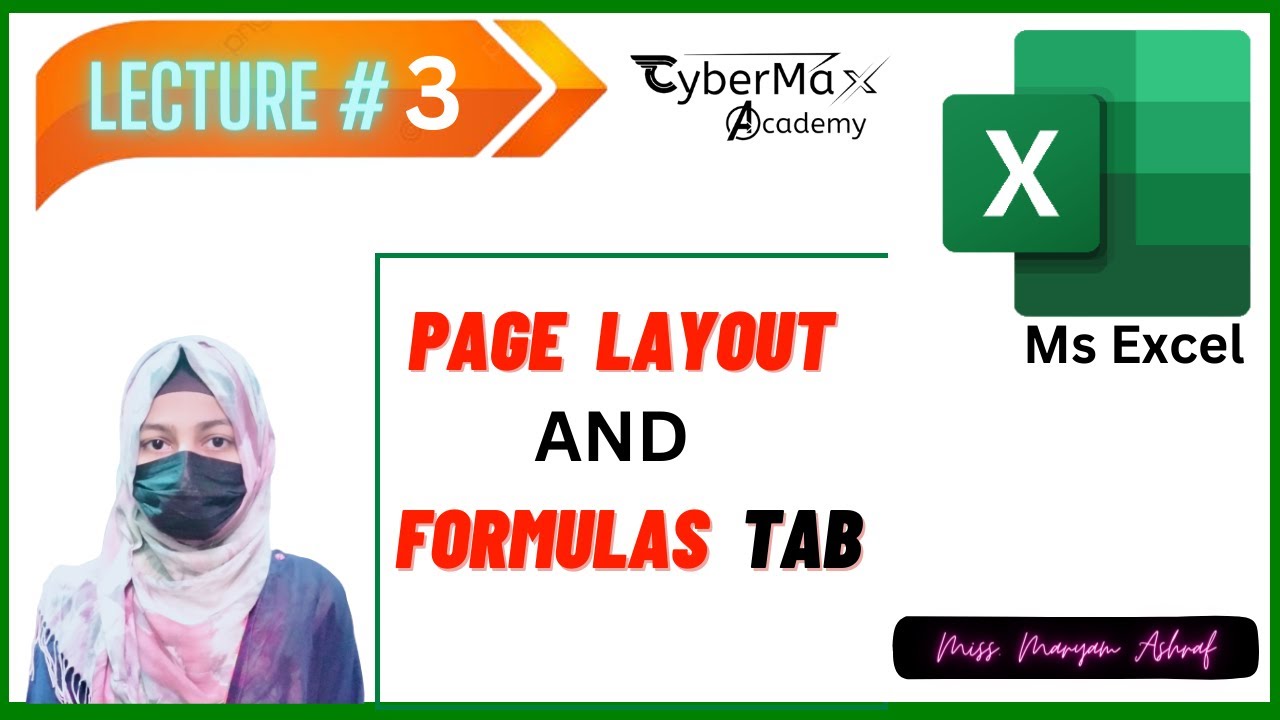 LECTURE # 3
CyberMax
Academy
X
Ms Excel
PAGE LAYOUT
AND
FORMULAS TAB
Miss. Maryam Ashraf